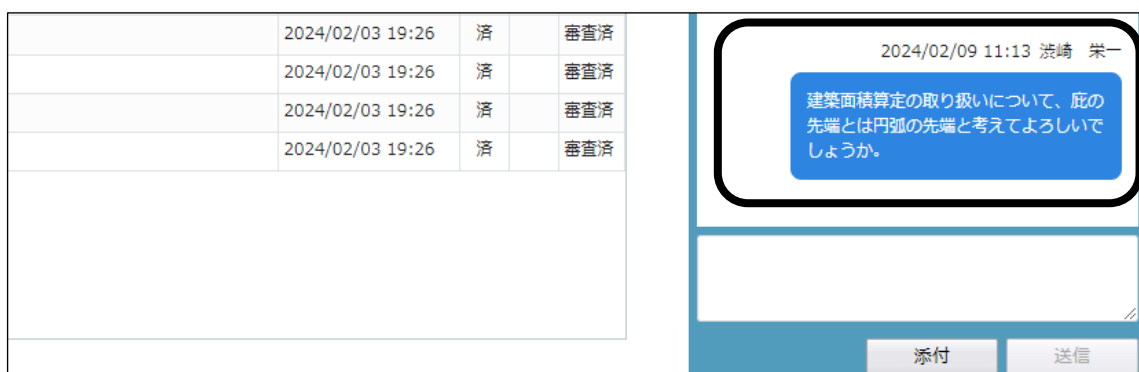 2024/02/03 19:26 済 審査済
2024/02/03 19:26 済 審査済
2024/02/03 19:26 済 審査済
2024/02/03 19:26 済 審査済
2024/02/09 11:13 渋崎 栄一
建築面積算定の取り扱いについて、庇の
先端とは円弧の先端と考えてよろしいで
しょうか。
添付 送信